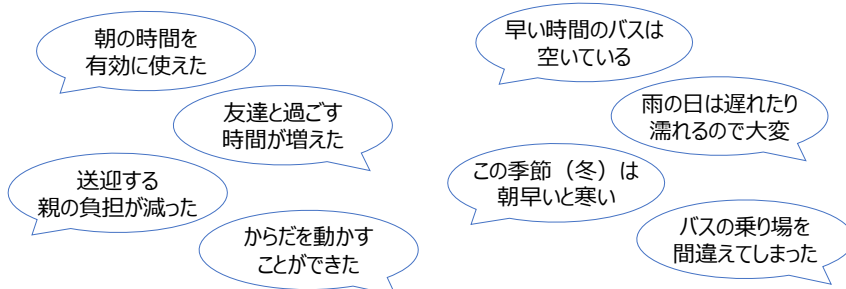 朝の時間を
有効に使えた
友達と過ごす
時間が増えた
送迎する
親の負担が減った
からだを動かす
ことができた
早い時間のバスは
空いている
雨の日は遅れたり
濡れるので大変
この季節（冬）は
朝早いと寒い
バスの乗り場を
間違えてしまった